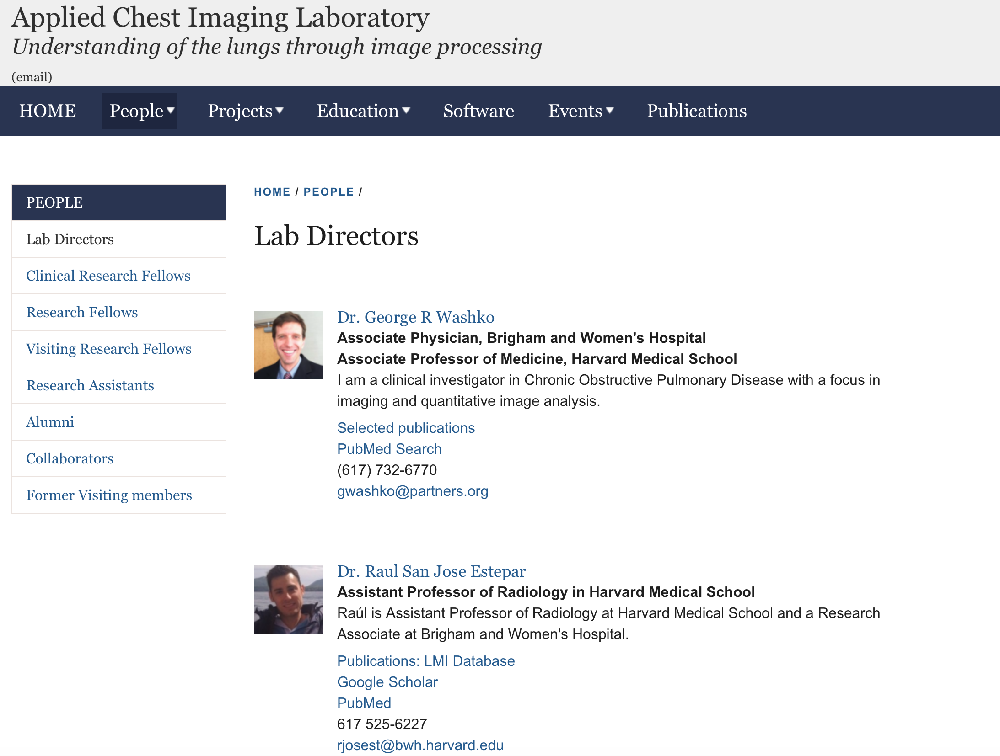 Applied Chest Imaging Laboratory
Understanding of the lungs through image processing
(email)
HOME People Projects Education Software Events Publications
PEOPLE
Lab Directors
Clinical Research Fellows
Research Fellows
Visiting Research Fellows
Research Assistants
Alumni
Collaborators
Former Visiting members
HOME / PEOPLE /
Lab Directors
Dr. George R Washko
Associate Physician, Brigham and Women's Hospital
Associate Professor of Medicine, Harvard Medical School
I am a clinical investigator in Chronic Obstructive Pulmonary Disease with a focus in
imaging and quantitative image analysis.
Selected publications
PubMed Search
(617) 732-6770
gwashko@partners.org
Dr. Raul San Jose Estepar
Assistant Professor of Radiology in Harvard Medical School
Raúl is Assistant Professor of Radiology at Harvard Medical School and a Research
Associate at Brigham and Women's Hospital.
Publications: LMI Database
Google Scholar
PubMed
617 525-6227
rjosest@bwh.harvard.edu